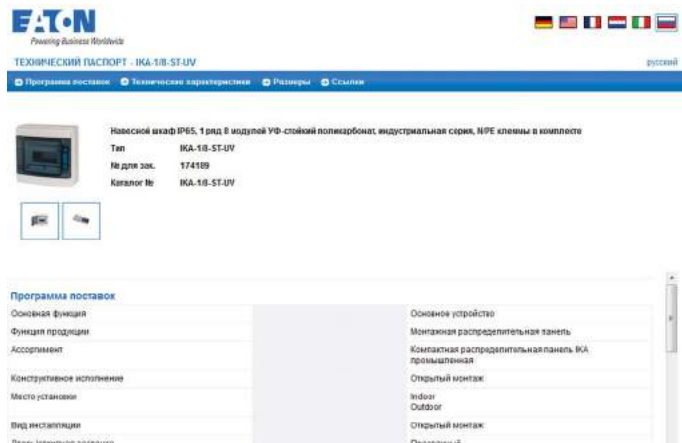 EATON
Powering Business Worldwide
ТЕХНИЧЕСКИЙ ПАСПОРТ - IKA-1/8-ST-UV
русский
Программа поставок Технические характеристики Размеры Ссылки
Навесной шкаф IP65, 1 ряд 8 модулей УФ-стойкий поликарбонат, индустриальная серия, N/PE клеммы в комплекте
Тип IKA-1/8-ST-UV
№ для зак. 174189
Каталог № IKA-1/8-ST-UV
Программа поставок
Основная функция Основное устройство
Функция продукции Монтажная распределительная панель
Ассортимент Компактная распределительная панель IKA
промышленная
Конструктивное исполнение Открытый монтаж
Место установки Indoor
Outdoor
Вид инсталляции Открытый монтаж